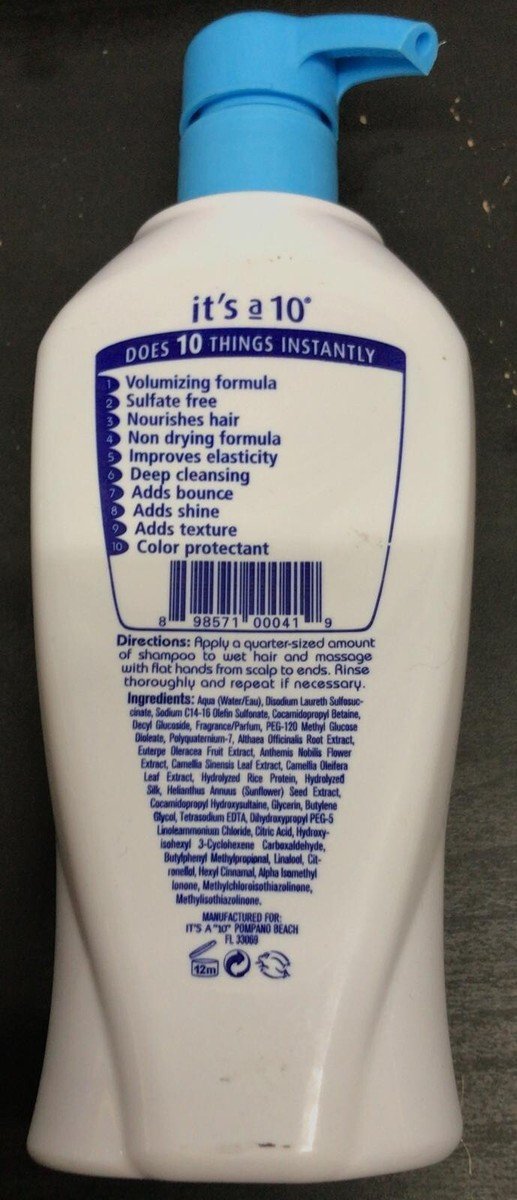 it's a 10®
DOES 10 THINGS INSTANTLY
1 Volumizing formula
2 Sulfate free
3 Nourishes hair
4 Non drying formula
5 Improves elasticity
6 Deep cleansing
7 Adds bounce
8 Adds shine
9 Adds texture
10 Color protectant
8 98571 00041 9
Directions: Apply a quarter-sized amount
of shampoo to wet hair and massage
with flat hands from scalp to ends. Rinse
thoroughly and repeat if necessary.
Ingredients: Aqua (Water/Eau), Disodium Laureth Sulfosuc-
cinate, Sodium C14-16 Olefin Sulfonate, Cocamidopropyl Betaine,
Decyl Glucoside, Fragrance/Parfum, PEG-120 Methyl Glucose
Dioleate, Polyquaternium-7, Althaea Officinalis Root Extract,
Euterpe Oleracea Fruit Extract, Anthemis Nobilis Flower
Extract, Camellia Sinensis Leaf Extract, Camellia Oleifera
Leaf Extract, Hydrolyzed Rice Protein, Hydrolyzed
Silk, Helianthus Annuus (Sunflower) Seed Extract,
Cocamidopropyl Hydroxysultaine, Glycerin, Butylene
Glycol, Tetrasodium EDTA, Dihydroxypropyl PEG-5
Linoleammonium Chloride, Citric Acid, Hydroxy-
isohexyl 3-Cyclohexene Carboxaldehyde,
Butylphenyl Methylpropional, Linalool, Cit-
ronellol, Hexyl Cinnamal, Alpha Isomethyl
Ionone, Methylchloroisothiazolinone,
Methylisothiazolinone.
MANUFACTURED FOR:
IT'S A "10" POMPANO BEACH
FL 33069
12m